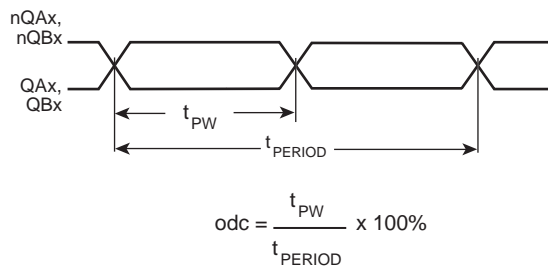 nQAx,
nQBx
QAx,
QBx
tPW
tPERIOD
odc = tPW / tPERIOD x 100%